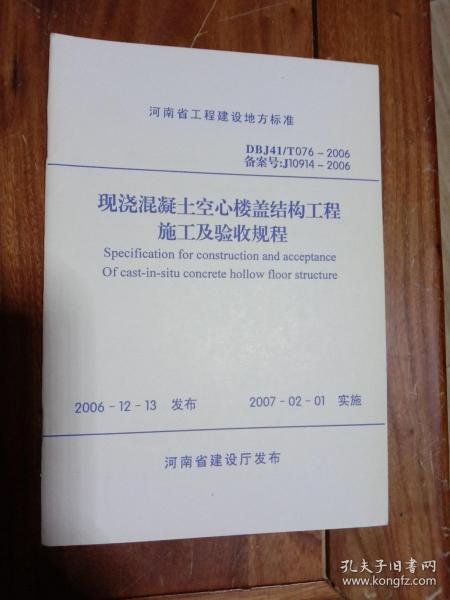 河南省工程建设地方标准
DBJ41/T076-2006
备案号:J10914-2006
现浇混凝土空心楼盖结构工程
施工及验收规程
Specification for construction and acceptance
Of cast-in-situ concrete hollow floor structure
2006-12-13 发布 2007-02-01 实施
河南省建设厅发布
孔夫子旧书网
www.kongfz.com